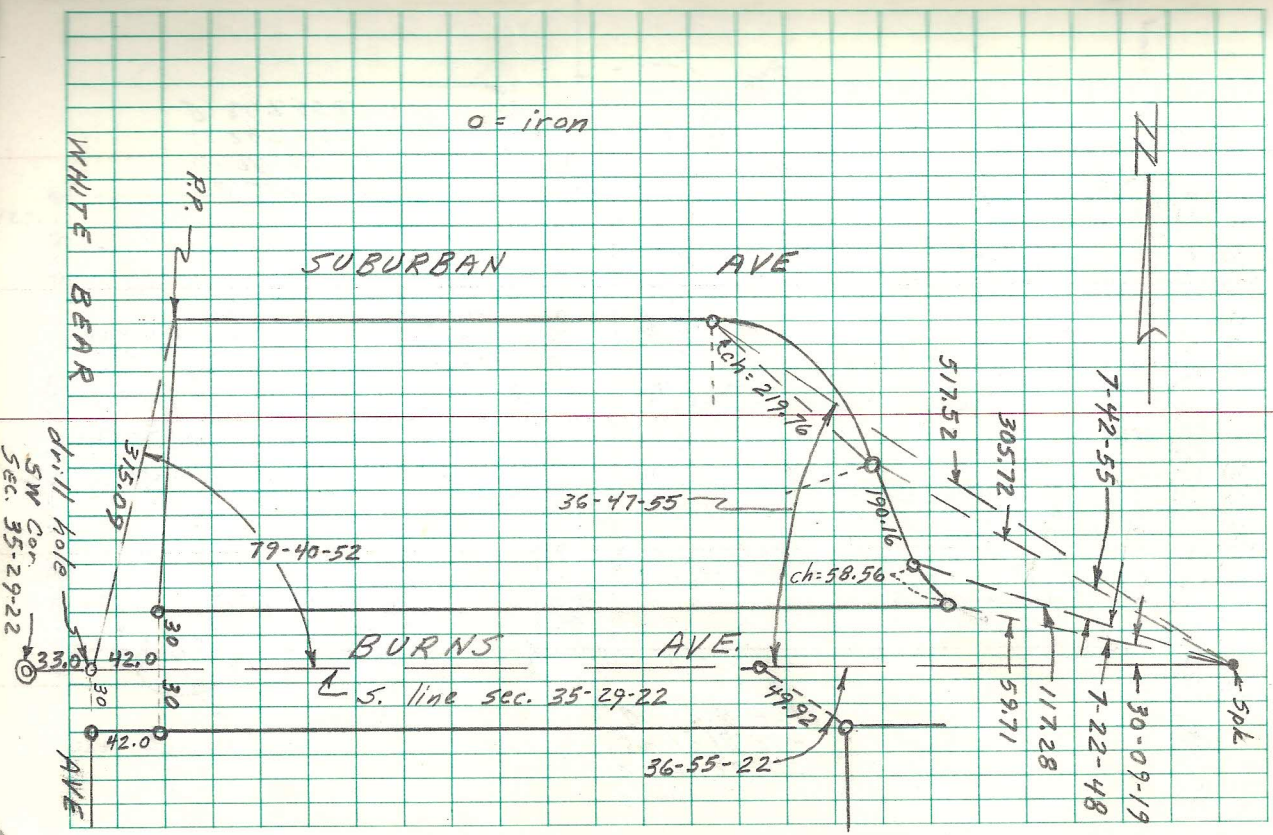 o = iron
N
WHITE BEAR
AVE
P.P.
SUBURBAN AVE
ch= 219.76
517.52
305.72
7-42-55
315.09
36-47-55
190.16
79-40-52
ch=58.56
drill hole
SW Cor.
SEC. 35-29-22
33.0
42.0
30
30
30
BURNS AVE.
S. line sec. 35-29-22
49.92
42.0
36-55-22
59.71
117.28
7-22-48
30-09-19
Spk